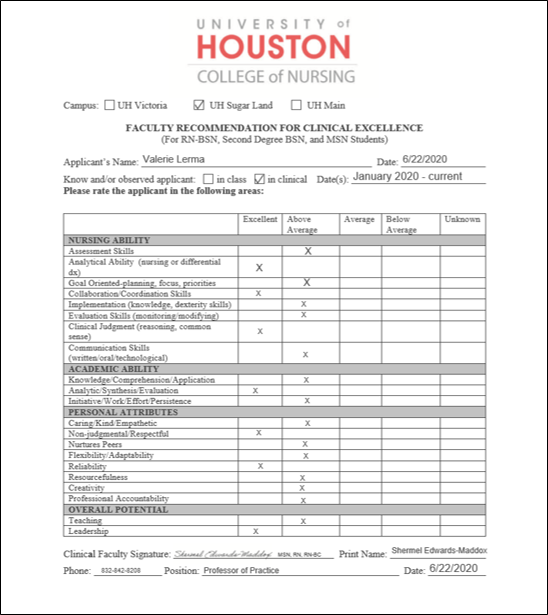 UNIVERSITY of
HOUSTON
COLLEGE of NURSING
Campus: UH Victoria UH Sugar Land UH Main
FACULTY RECOMMENDATION FOR CLINICAL EXCELLENCE
(For RN-BSN, Second Degree BSN, and MSN Students)
Applicant's Name: Valerie Lerma Date: 6/22/2020
Know and/or observed applicant: in class in clinical Date(s): January 2020 - current
Please rate the applicant in the following areas:
Excellent Above Average Average Below Average Unknown
NURSING ABILITY
Assessment Skills X
Analytical Ability (nursing or differential
dx) X
Goal Oriented-planning, focus, priorities X
Collaboration/Coordination Skills X
Implementation (knowledge, dexterity skills) X
Evaluation Skills (monitoring/modifying) X
Clinical Judgment (reasoning, common
sense) X
Communication Skills
(written/oral/technological) X
ACADEMIC ABILITY
Knowledge/Comprehension/Application X
Analytic/Synthesis/Evaluation X
Initiative/Work/Effort/Persistence X
PERSONAL ATTRIBUTES
Caring/Kind/Empathetic X
Non-judgmental/Respectful X
Nurtures Peers X
Flexibility/Adaptability X
Reliability X
Resourcefulness X
Creativity X
Professional Accountability X
OVERALL POTENTIAL
Teaching X
Leadership X
Clinical Faculty Signature: Shermel Edwards-Maddox MSN, RN, RN-BC Print Name: Shermel Edwards-Maddox
Phone: 832-842-8208 Position: Professor of Practice Date: 6/22/2020